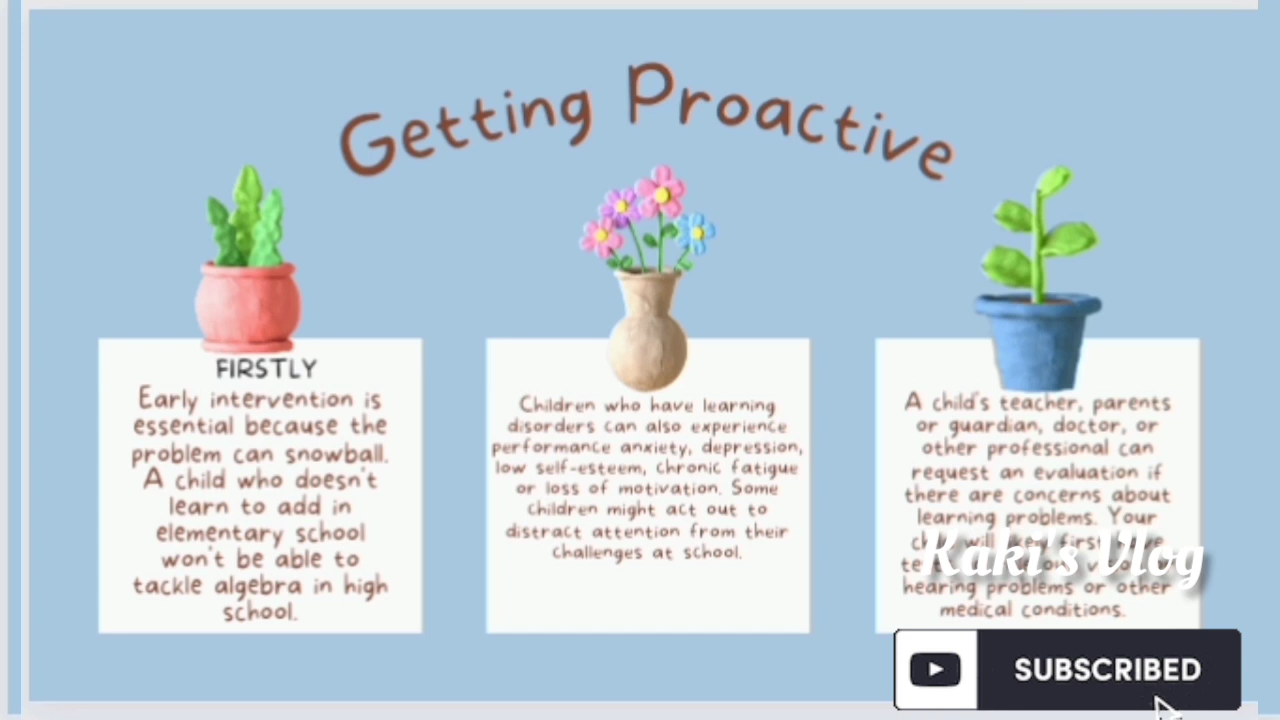 Getting Proactive
FIRSTLY
Early intervention is
essential because the
problem can snowball.
A child who doesn't
learn to add in
elementary school
won't be able to
tackle algebra in high
school.
Children who have learning
disorders can also experience
performance anxiety, depression,
low self-esteem, chronic fatigue
or loss of motivation. Some
children might act out to
distract attention from their
challenges at school.
A child's teacher, parents
or guardian, doctor, or
other professional can
request an evaluation if
there are concerns about
learning problems. Your
will first
hearing problems or other
medical conditions.
Kaki's Vlog
SUBSCRIBED